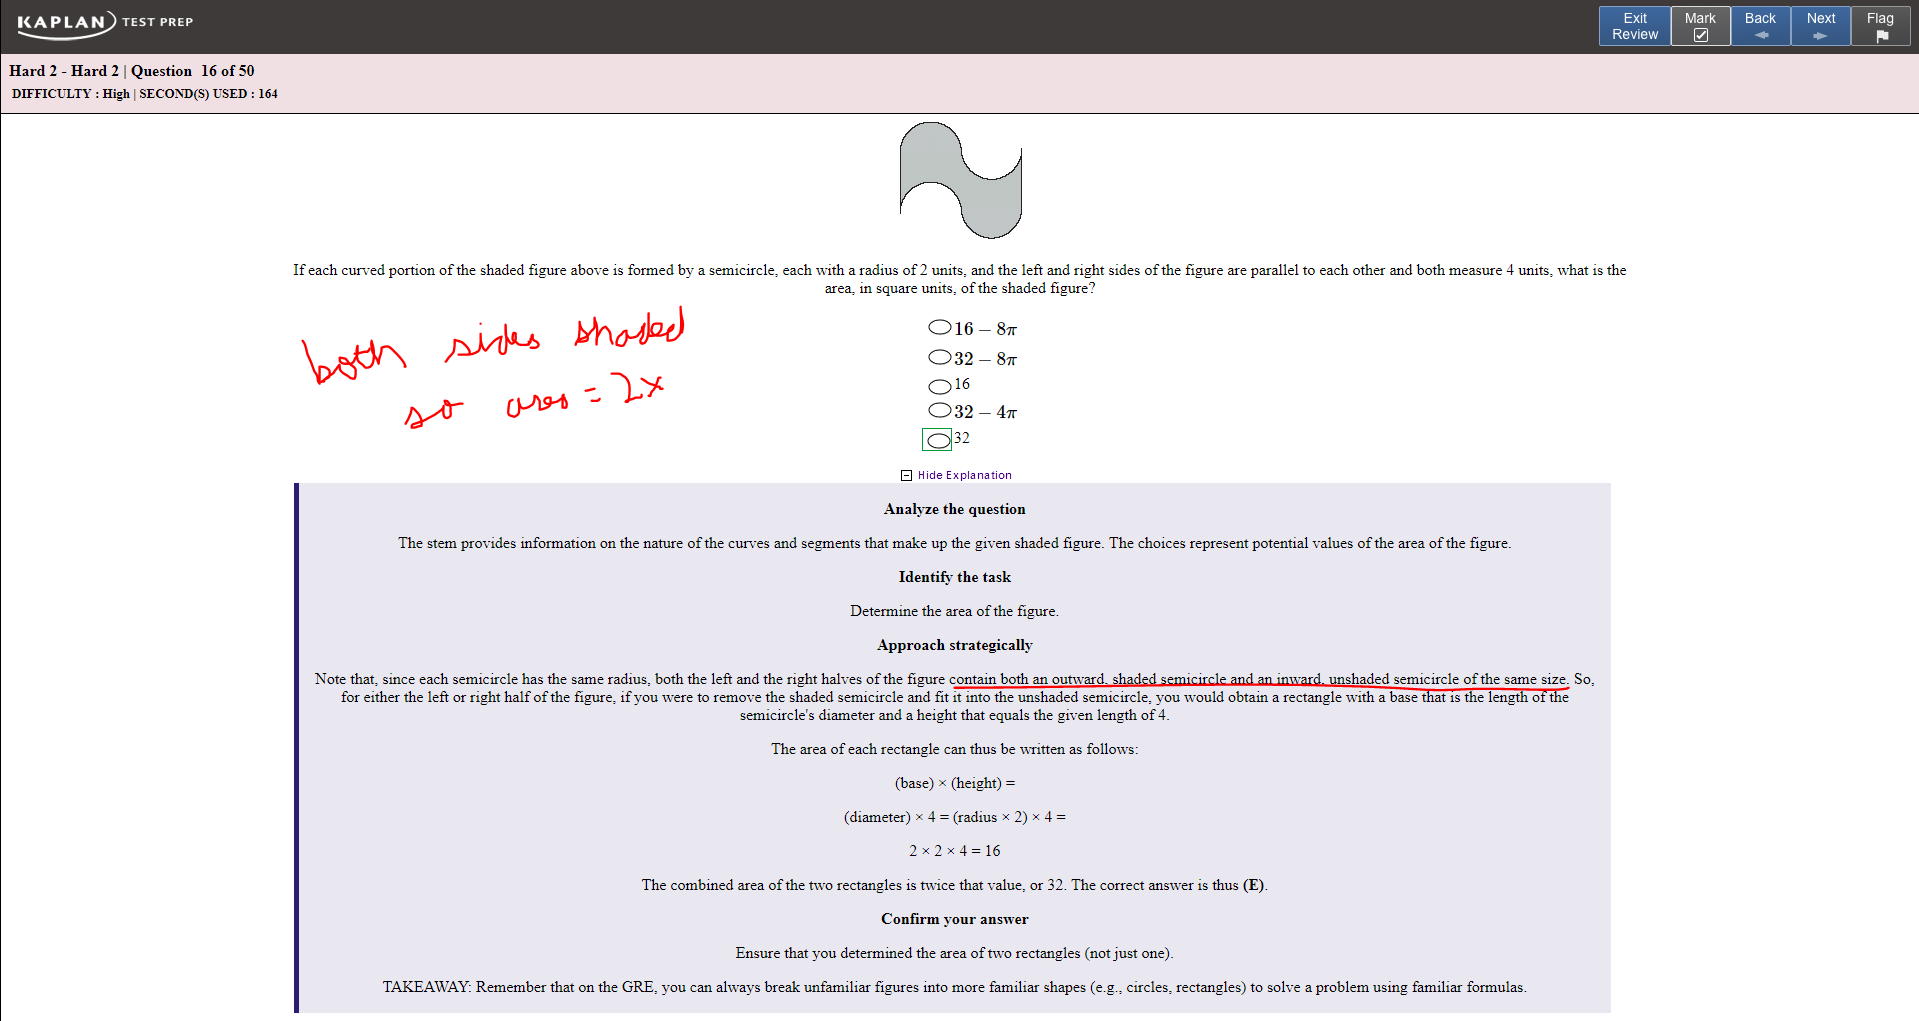 KAPLAN TEST PREP
Exit Review
Mark
Back
Next
Flag
Hard 2 - Hard 2 | Question 16 of 50
DIFFICULTY : High | SECOND(S) USED : 164
If each curved portion of the shaded figure above is formed by a semicircle, each with a radius of 2 units, and the left and right sides of the figure are parallel to each other and both measure 4 units, what is the
area, in square units, of the shaded figure?
both sides shaded
so area = 2x
16 – 8π
32 – 8π
16
32 – 4π
32
Hide Explanation
Analyze the question
The stem provides information on the nature of the curves and segments that make up the given shaded figure. The choices represent potential values of the area of the figure.
Identify the task
Determine the area of the figure.
Approach strategically
Note that, since each semicircle has the same radius, both the left and the right halves of the figure contain both an outward, shaded semicircle and an inward, unshaded semicircle of the same size. So,
for either the left or right half of the figure, if you were to remove the shaded semicircle and fit it into the unshaded semicircle, you would obtain a rectangle with a base that is the length of the
semicircle's diameter and a height that equals the given length of 4.
The area of each rectangle can thus be written as follows:
(base) × (height) =
(diameter) × 4 = (radius × 2) × 4 =
2 × 2 × 4 = 16
The combined area of the two rectangles is twice that value, or 32. The correct answer is thus (E).
Confirm your answer
Ensure that you determined the area of two rectangles (not just one).
TAKEAWAY: Remember that on the GRE, you can always break unfamiliar figures into more familiar shapes (e.g., circles, rectangles) to solve a problem using familiar formulas.